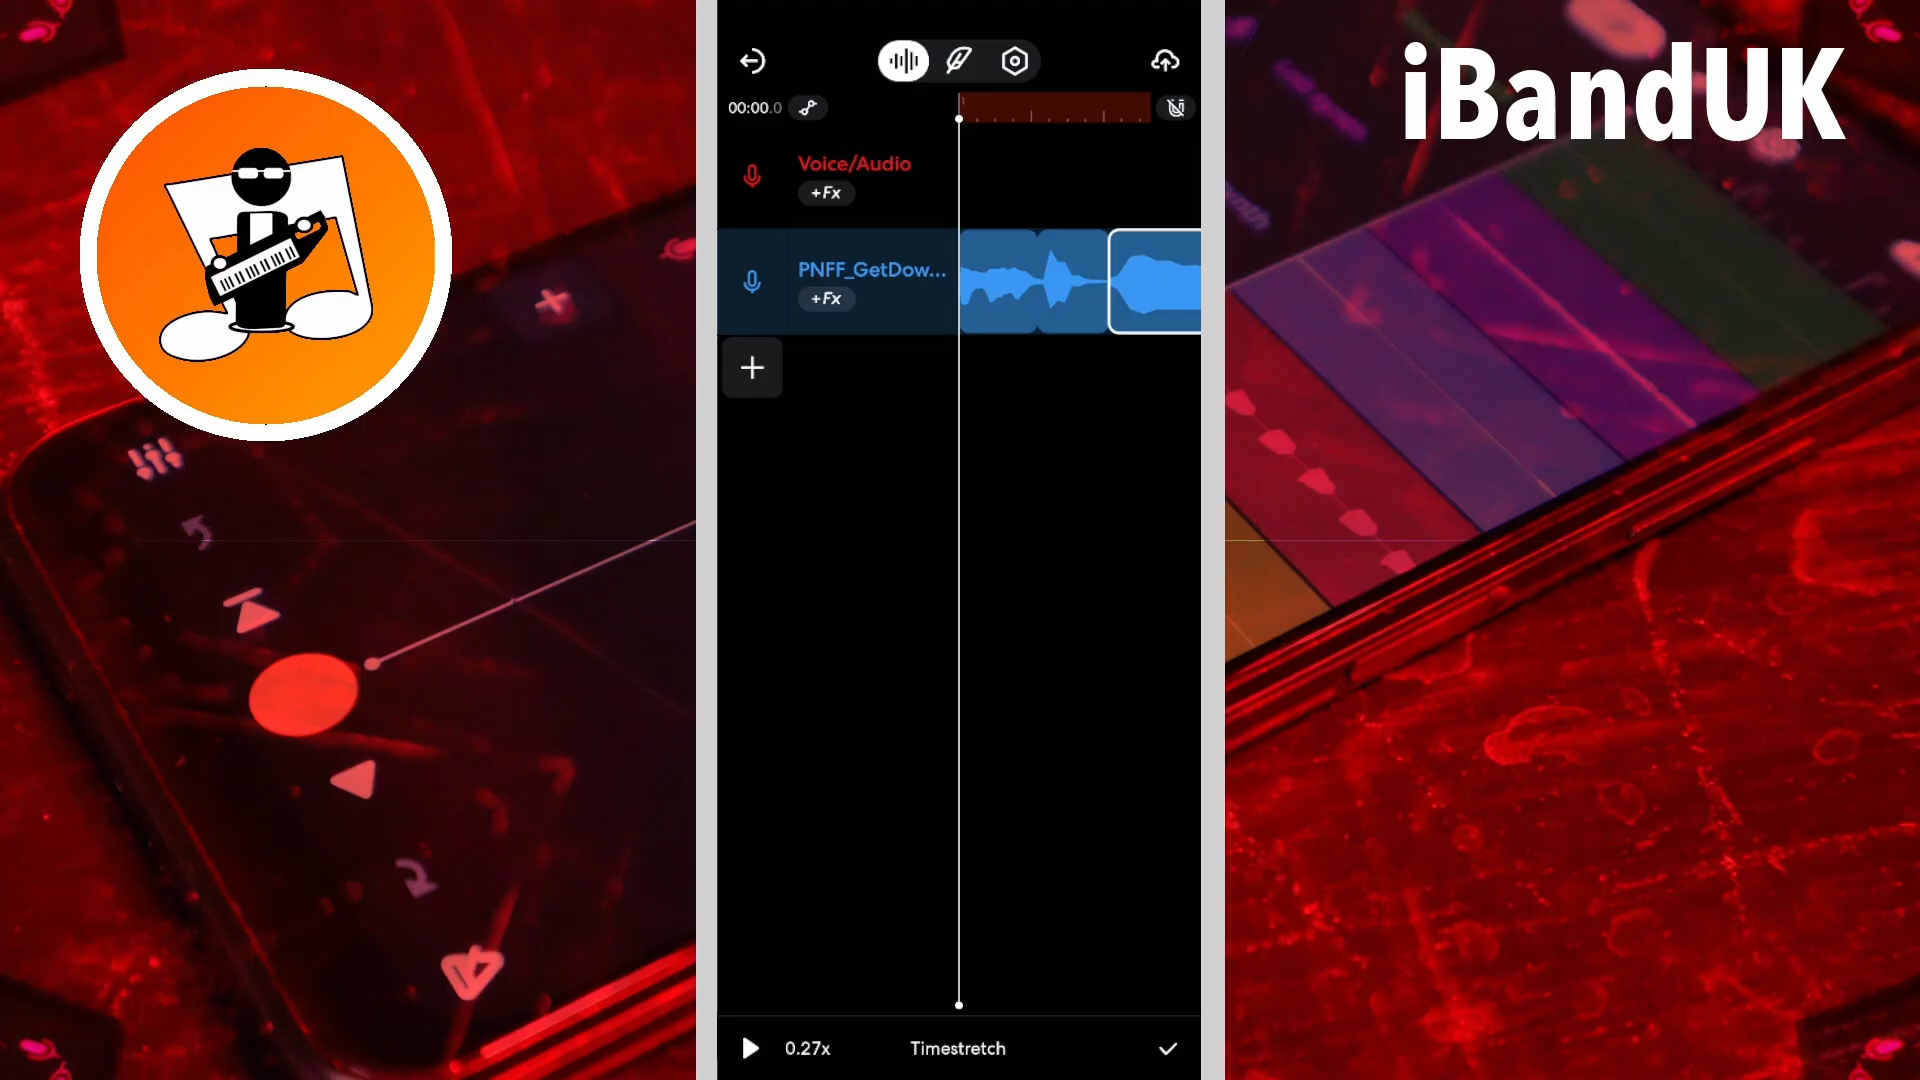 iBandUK
00:00.0
Voice/Audio
+Fx
PNFF_GetDow...
+Fx
0.27x
Timestretch